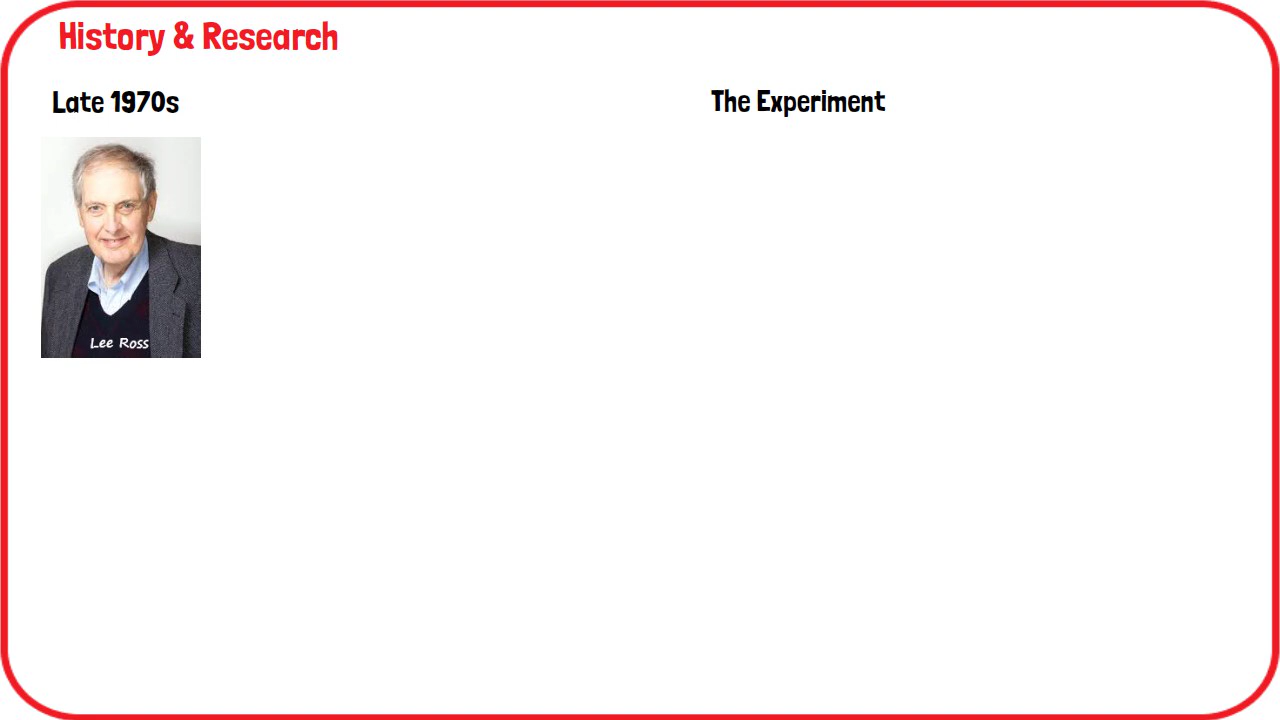 History & Research
Late 1970s
The Experiment
Lee Ross